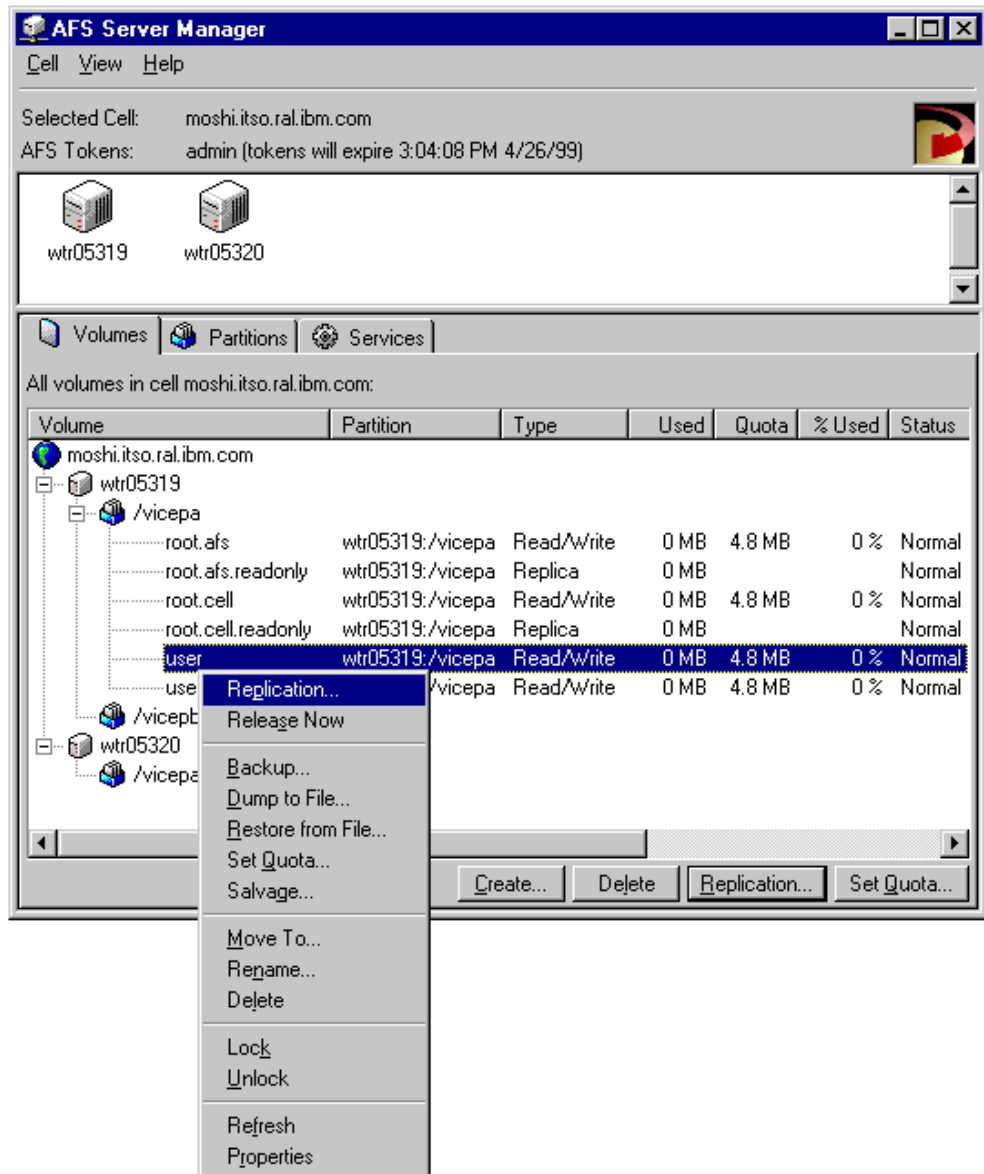 AFS Server Manager
Cell View Help
Selected Cell: moshi.itso.ral.ibm.com
AFS Tokens: admin (tokens will expire 3:04:08 PM 4/26/99)
wtr05319 wtr05320
Volumes Partitions Services
All volumes in cell moshi.itso.ral.ibm.com:
Volume Partition Type Used Quota % Used Status
moshi.itso.ral.ibm.com
wtr05319
/vicepa
root.afs wtr05319:/vicepa Read/Write 0 MB 4.8 MB 0 % Normal
root.afs.readonly wtr05319:/vicepa Replica 0 MB Normal
root.cell wtr05319:/vicepa Read/Write 0 MB 4.8 MB 0 % Normal
root.cell.readonly wtr05319:/vicepa Replica 0 MB Normal
user wtr05319:/vicepa Read/Write 0 MB 4.8 MB 0 % Normal
use /vicepa Read/Write 0 MB 4.8 MB 0 % Normal
/vicepb
wtr05320
/vicepa
Replication...
Release Now
Backup...
Dump to File...
Restore from File...
Set Quota...
Salvage...
Move To...
Rename...
Delete
Lock
Unlock
Refresh
Properties
Create... Delete Replication... Set Quota...